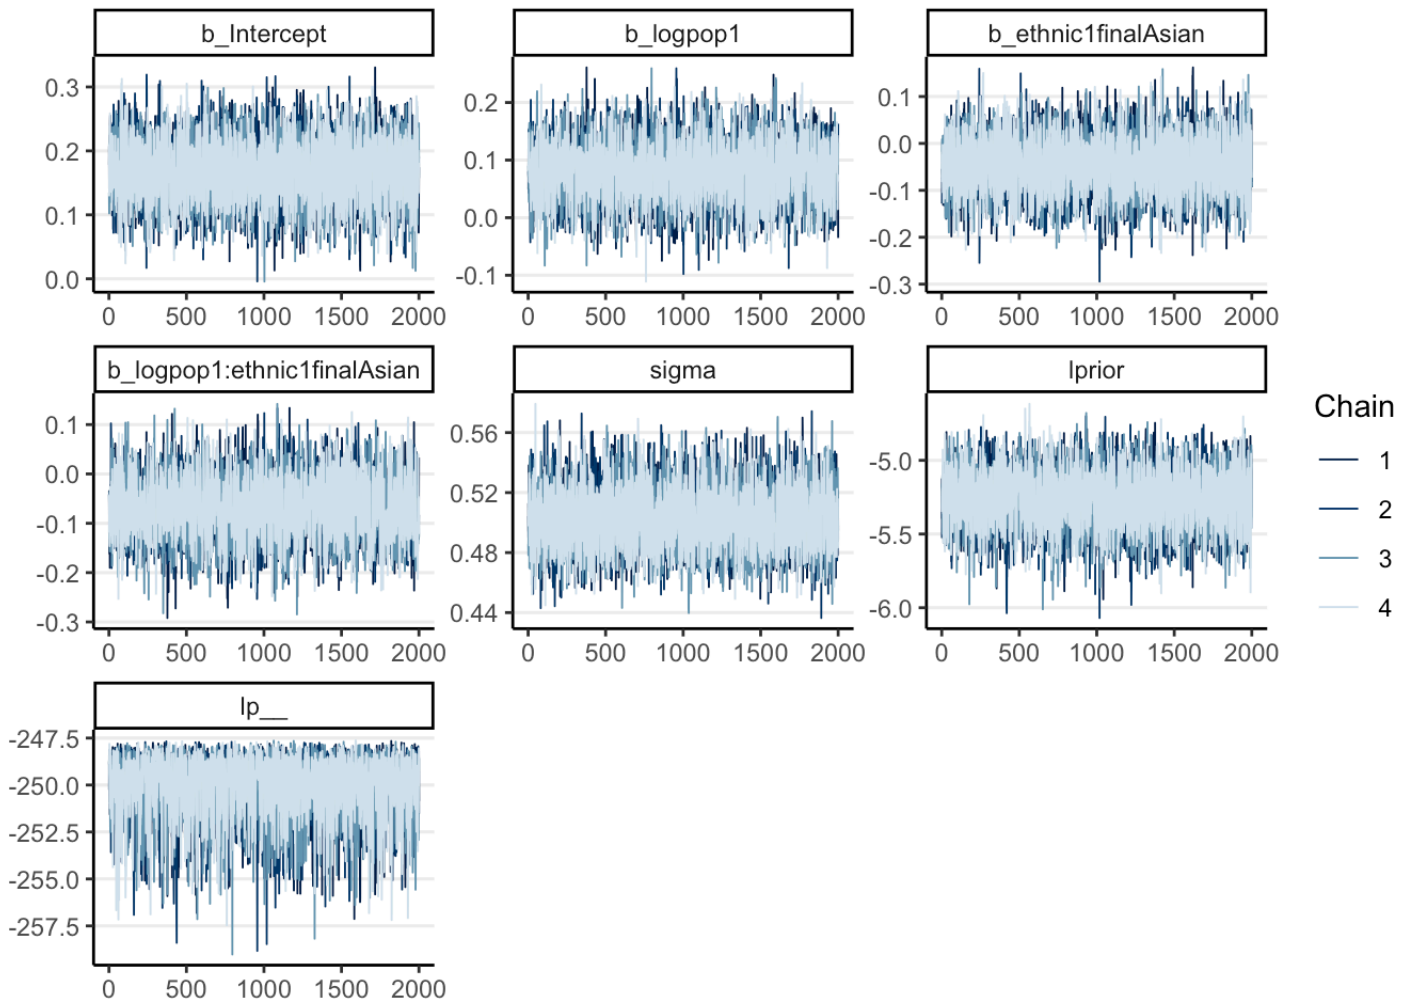 b_Intercept
b_logpop1
b_ethnic1finalAsian
0.3
0.2
0.1
0.0
0.2
0.1
0.0
-0.1
0.1
0.0
-0.1
-0.2
-0.3
0 500 1000 1500 2000
0 500 1000 1500 2000
0 500 1000 1500 2000
b_logpop1:ethnic1finalAsian
sigma
lprior
0.1
0.0
-0.1
-0.2
-0.3
0.56
0.52
0.48
0.44
-5.0
-5.5
-6.0
0 500 1000 1500 2000
0 500 1000 1500 2000
0 500 1000 1500 2000
Chain
1
2
3
4
lp__
-247.5
-250.0
-252.5
-255.0
-257.5
0 500 1000 1500 2000